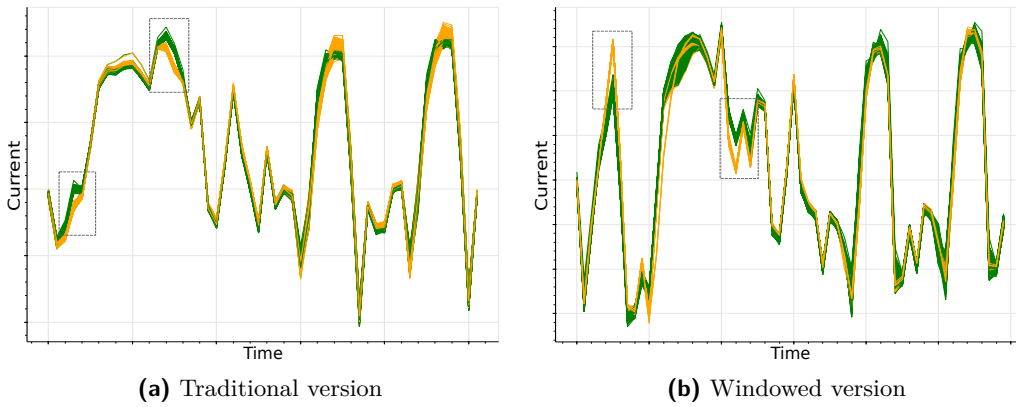 Current
Time
(a) Traditional version
Current
Time
(b) Windowed version